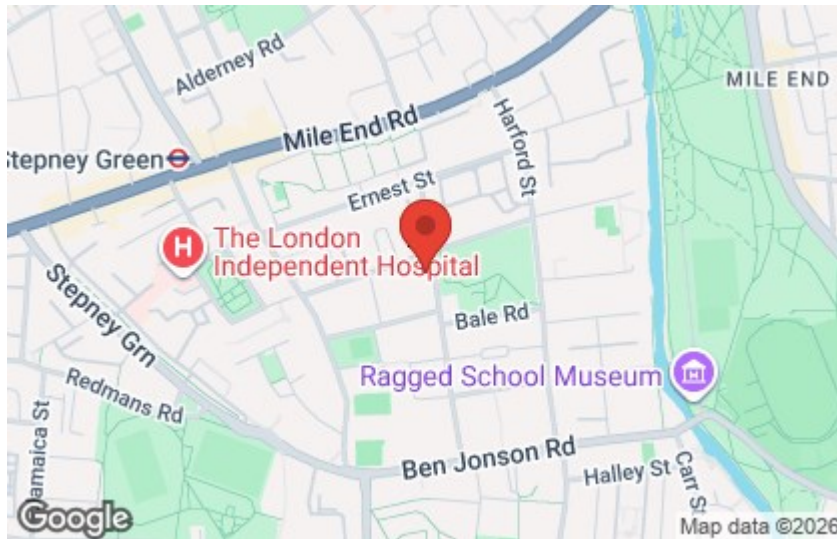 Alderney Rd
MILE END
Mile End Rd
Harford St
Stepney Green
Ernest St
H
The London
Independent Hospital
Stepney Grn
Bale Rd
Ragged School Museum
Redmans Rd
Jamaica St
Ben Jonson Rd
Halley St
Carr St
Google
Map data ©2026